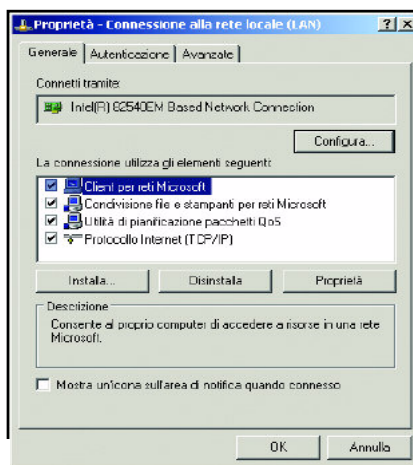 Proprietà - Connessione alla rete locale (LAN)
Generale
Autenticazione
Avanzate
Connetti tramite:
Intel(R) 82540EM Based Network Connection
Configura...
La connessione utilizza gli elementi seguenti:
Client per reti Microsoft
Condivisione file e stampanti per reti Microsoft
Utilità di pianificazione pacchetti QoS
Protocollo Internet (TCP/IP)
Installa...
Disinstalla
Proprietà
Descrizione
Consente al proprio computer di accedere a risorse in una rete
Microsoft.
Mostra un'icona sull'area di notifica quando connesso
OK
Annulla